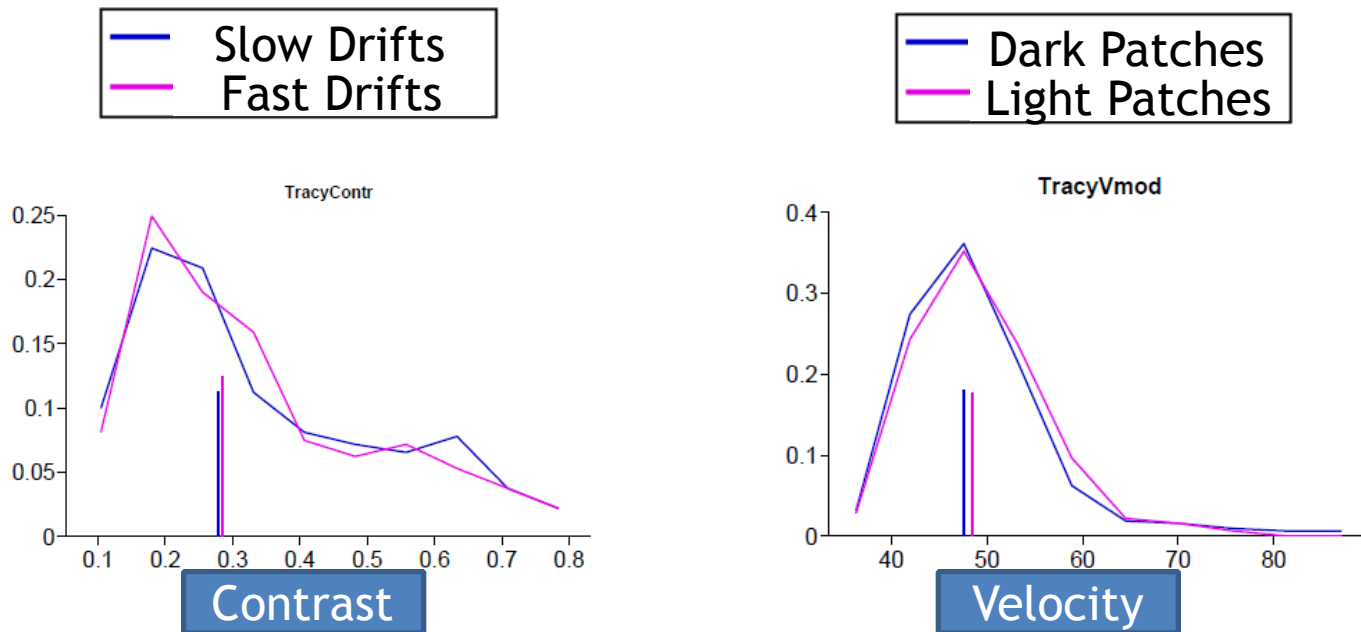 Slow Drifts
Fast Drifts
Dark Patches
Light Patches
TracyContr
0.25
0.2
0.15
0.1
0.05
0
0.1 0.2 0.3 0.4 0.5 0.6 0.7 0.8
Contrast
TracyVmod
0.4
0.3
0.2
0.1
0
40 50 60 70 80
Velocity